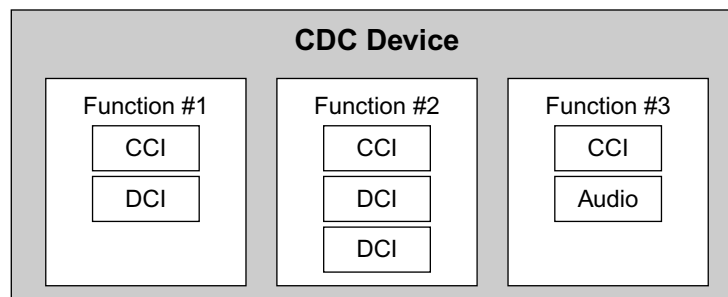 CDC Device
Function #1
CCI
DCI
Function #2
CCI
DCI
DCI
Function #3
CCI
Audio